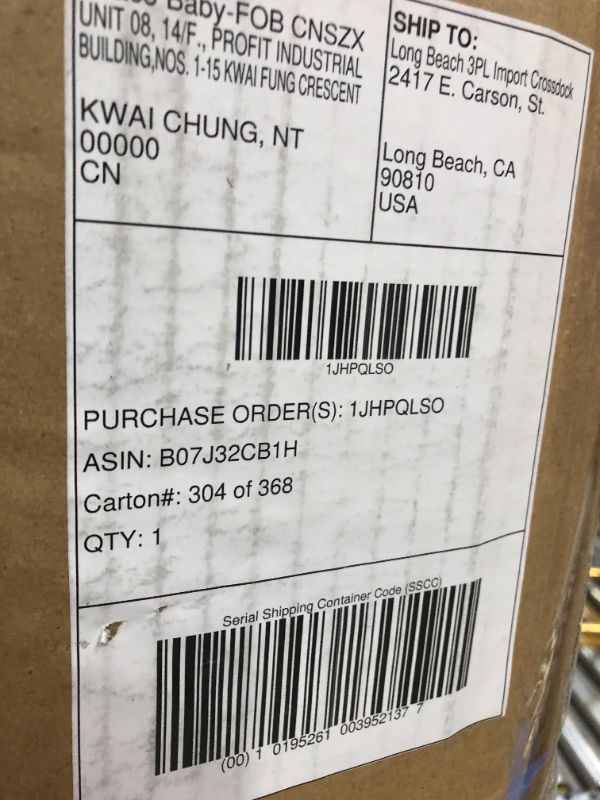 Baby-FOB CNSZX
UNIT 08, 14/F., PROFIT INDUSTRIAL
BUILDING,NOS. 1-15 KWAI FUNG CRESCENT
KWAI CHUNG, NT
00000
CN
SHIP TO:
Long Beach 3PL Import Crossdock
2417 E. Carson, St.
Long Beach, CA
90810
USA
1JHPQLSO
PURCHASE ORDER(S): 1JHPQLSO
ASIN: B07J32CB1H
Carton#: 304 of 368
QTY: 1
Serial Shipping Container Code (SSCC)
(00) 1 0195261 003952137 7